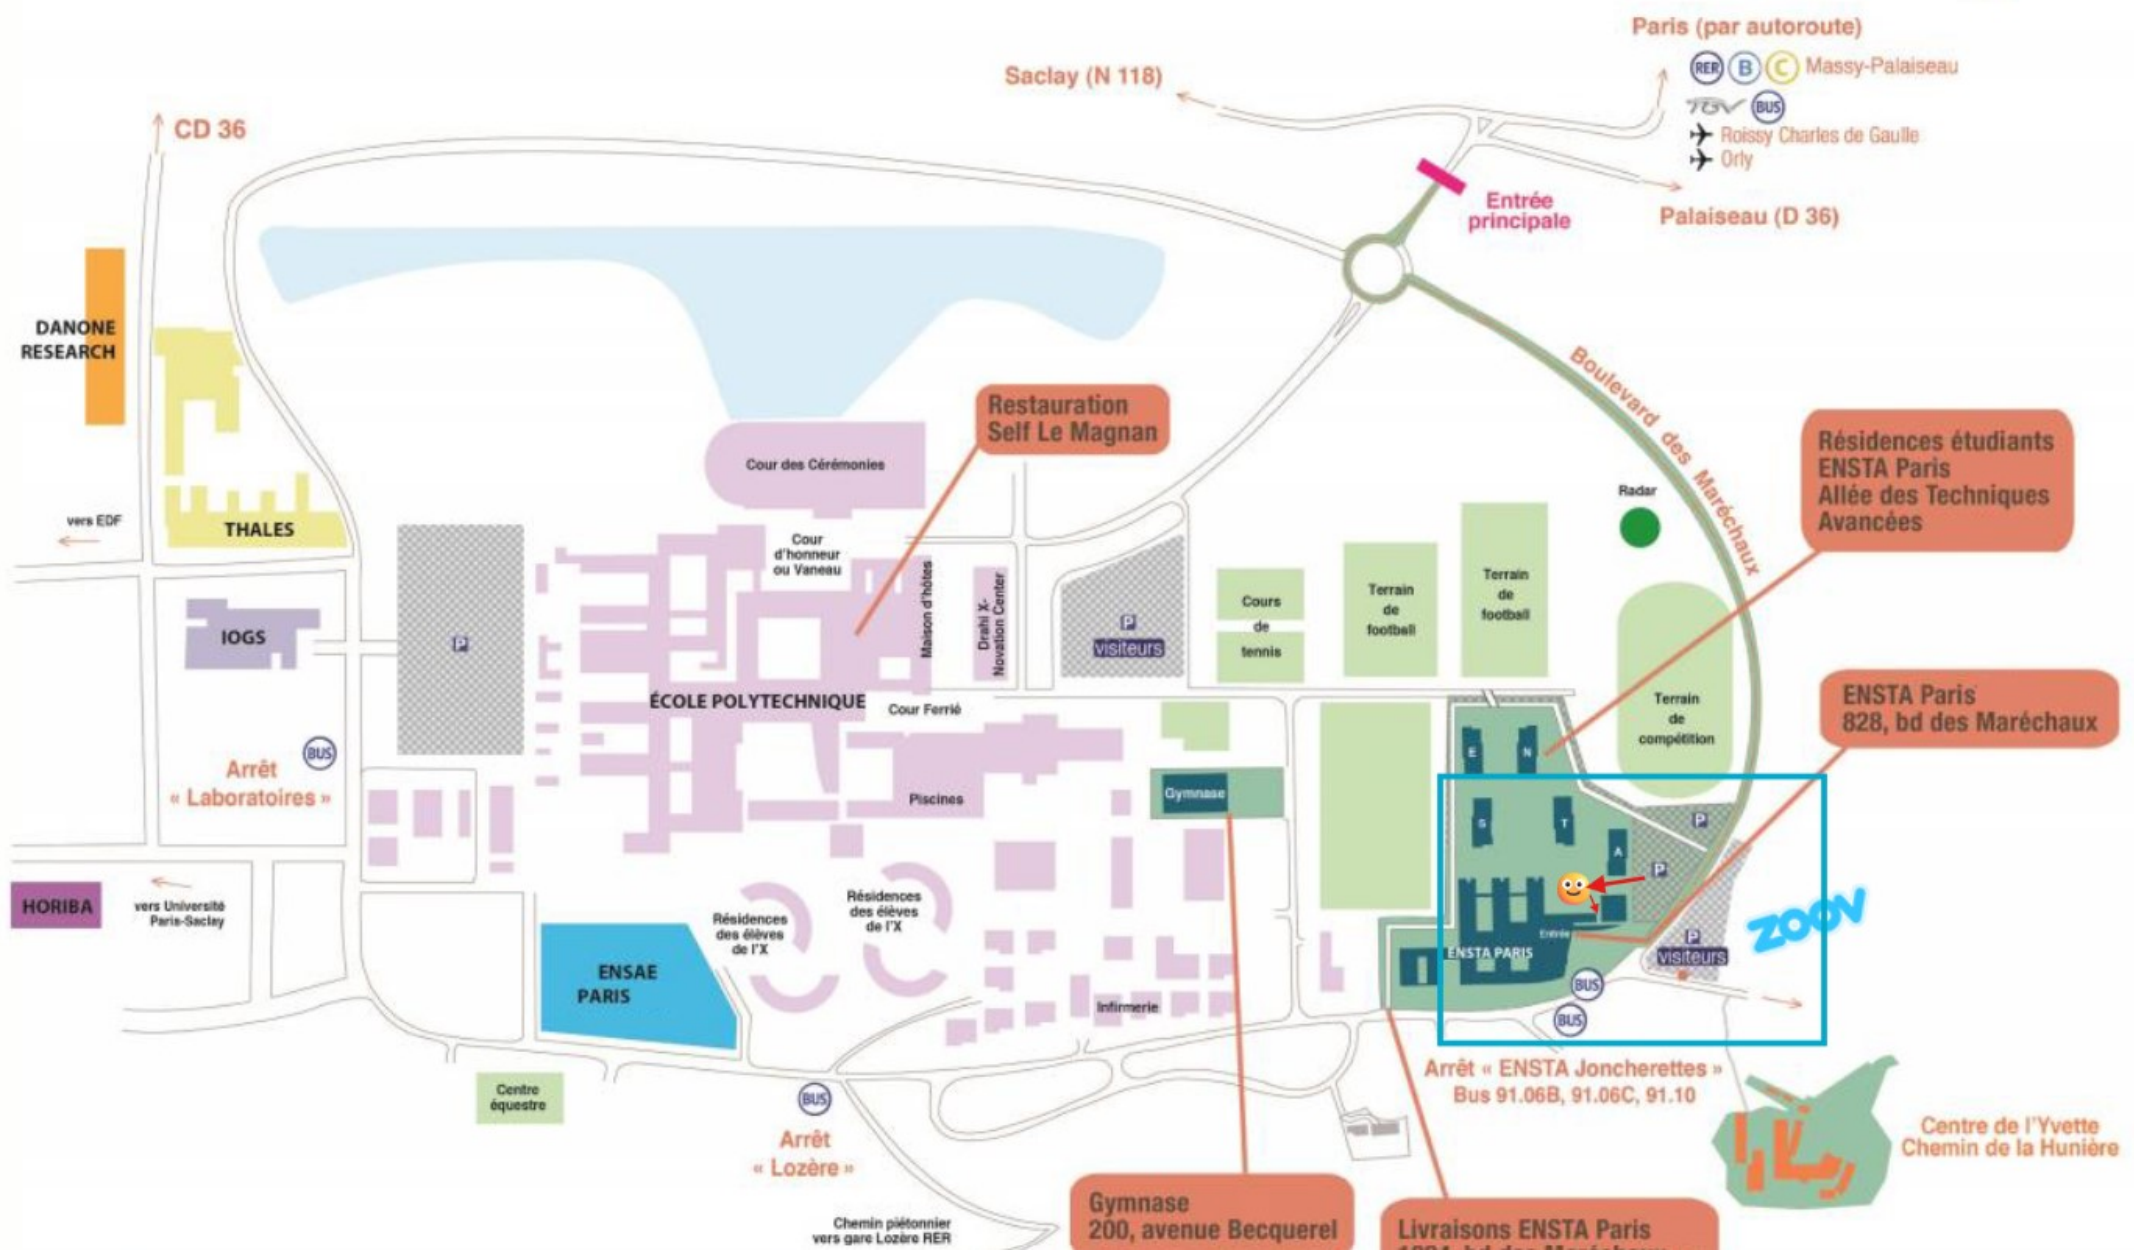 Paris (par autoroute)
RER B C Massy-Palaiseau
TGV BUS
Roissy Charles de Gaulle
Orly
Saclay (N 118)
CD 36
Entrée
principale
Palaiseau (D 36)
DANONE
RESEARCH
Boulevard des Maréchaux
Restauration
Self Le Magnan
Résidences étudiants
ENSTA Paris
Allée des Techniques
Avancées
Cour des Cérémonies
Radar
vers EDF
THALES
Cour
d'honneur
ou Vaneau
Maison d'hôtes
Drahi X-
Novation Center
P
visiteurs
Cours
de
tennis
Terrain
de
football
Terrain
de
football
IOGS
P
ÉCOLE POLYTECHNIQUE
Cour Ferrié
Terrain
de
compétition
ENSTA Paris
828, bd des Maréchaux
BUS
Arrêt
« Laboratoires »
E
N
Piscines
Gymnase
S
T
A
P
P
HORIBA
vers Université
Paris-Saclay
Résidences
des élèves
de l'X
Résidences
des élèves
de l'X
zoov
Entrée
ENSTA PARIS
P
visiteurs
ENSAE
PARIS
Infirmerie
BUS
BUS
Arrêt « ENSTA Joncherettes »
Bus 91.06B, 91.06C, 91.10
Centre
équestre
BUS
Arrêt
« Lozère »
Centre de l'Yvette
Chemin de la Hunière
Chemin piétonnier
vers gare Lozère RER
Gymnase
200, avenue Becquerel
Livraisons ENSTA Paris